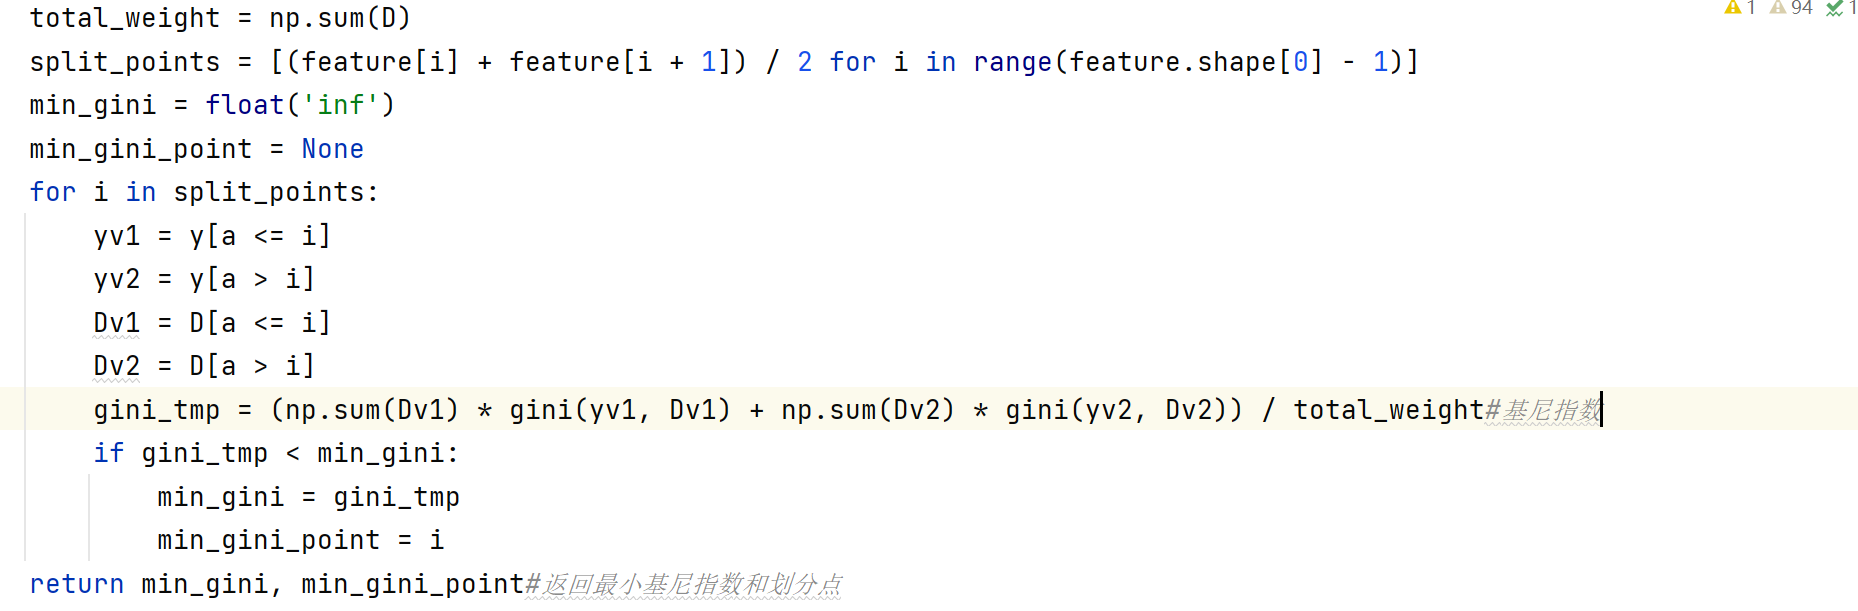 1 94 1
total_weight = np.sum(D)
split_points = [(feature[i] + feature[i + 1]) / 2 for i in range(feature.shape[0] - 1)]
min_gini = float('inf')
min_gini_point = None
for i in split_points:
    yv1 = y[a <= i]
    yv2 = y[a > i]
    Dv1 = D[a <= i]
    Dv2 = D[a > i]
    gini_tmp = (np.sum(Dv1) * gini(yv1, Dv1) + np.sum(Dv2) * gini(yv2, Dv2)) / total_weight#基尼指数
    if gini_tmp < min_gini:
        min_gini = gini_tmp
        min_gini_point = i
return min_gini, min_gini_point#返回最小基尼指数和划分点